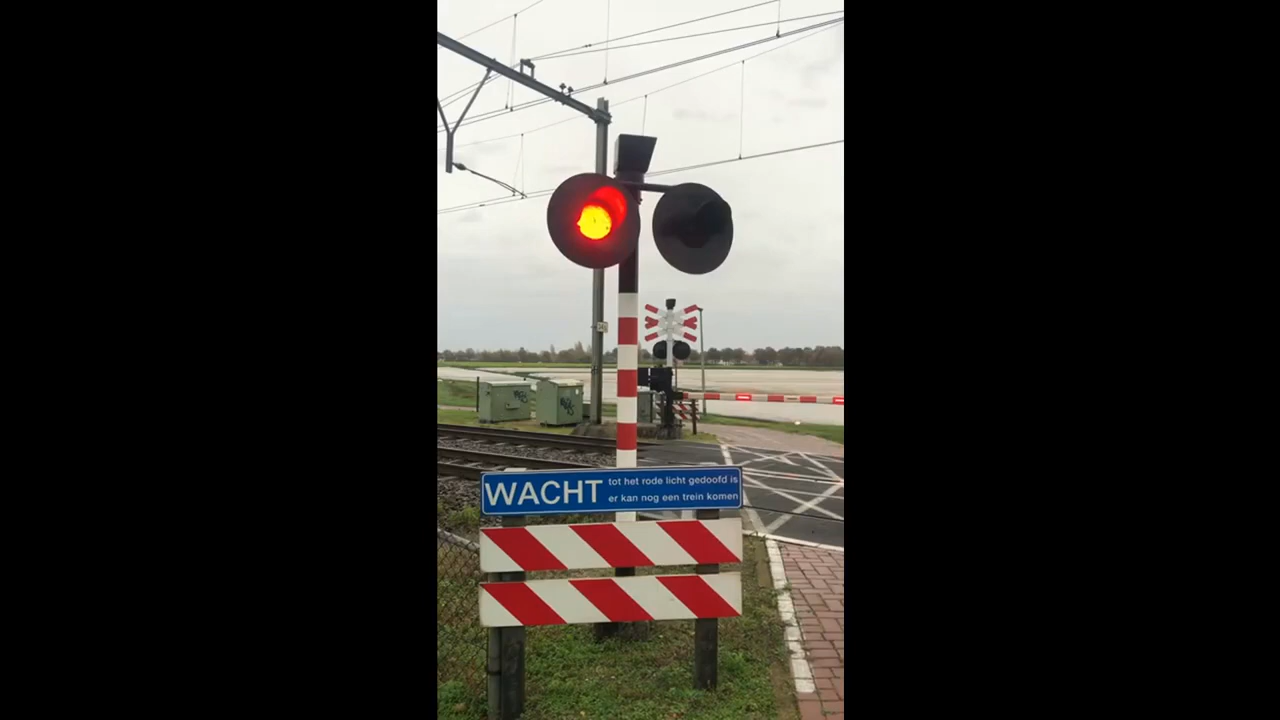 WACHT
tot het rode licht gedoofd is
er kan nog een trein komen